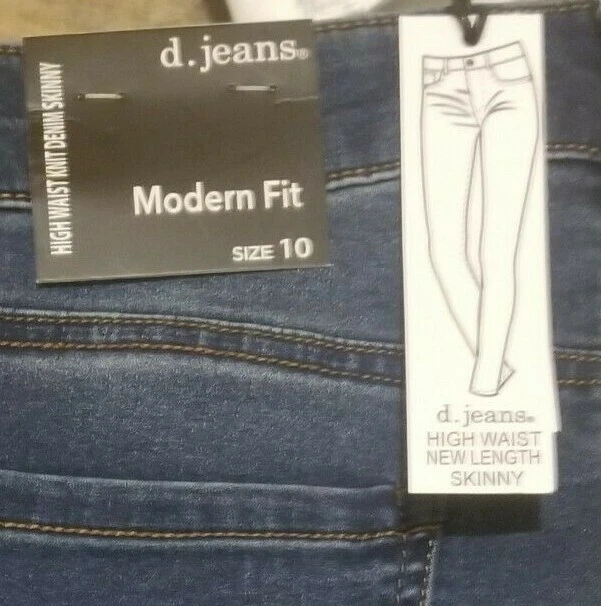 d.jeans®
HIGH WAIST KNIT DENIM SKINNY
Modern Fit
SIZE 10
d.jeans®
HIGH WAIST
NEW LENGTH
SKINNY